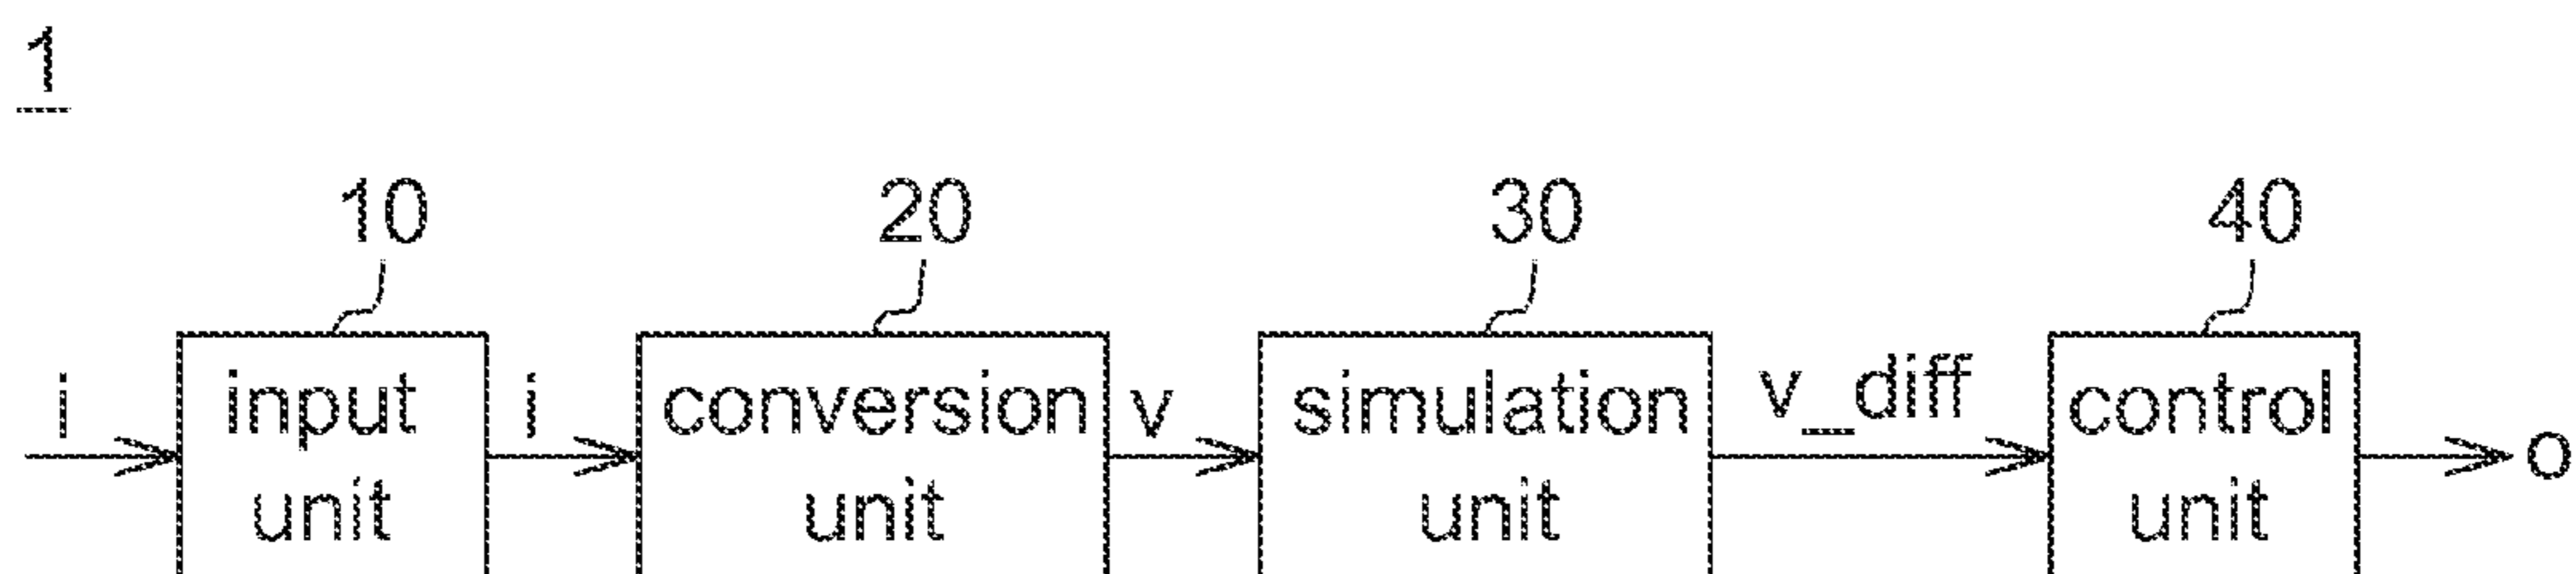 1
10 20 30 40
i input unit i conversion unit v simulation unit v_diff control unit o